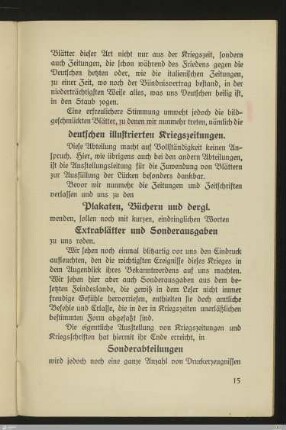 Blätter dieser Art nicht nur aus der Kriegszeit, sondern
auch Zeitungen, die schon während des Friedens gegen die
Deutschen hetzten oder, wie die italienischen Zeitungen,
zu einer Zeit, wo noch der Bündnisvertrag bestand, in der
niederträchtigsten Weise alles, was uns Deutschen heilig ist,
in den Staub zogen.
Eine erfreulichere Stimmung umweht jedoch die bild-
geschmückten Blätter, zu denen wir nunmehr treten, nämlich die
deutschen illustrierten Kriegszeitungen.
Diese Abteilung macht auf Vollständigkeit keinen An-
spruch. Hier, wie übrigens auch bei den andern Abteilungen,
ist die Ausstellungsleitung für die Zuwendung von Blättern
zur Ausfüllung der Lücken besonders dankbar.
Bevor wir nunmehr die Zeitungen und Zeitschriften
verlassen und uns zu den
Plakaten, Büchern und dergl.
wenden, sollen noch mit kurzen, eindringlichen Worten
Extrablätter und Sonderausgaben
zu uns reden.
Wir sehen noch einmal blitzartig vor uns den Eindruck
aufleuchten, den die wichtigsten Ereignisse dieses Krieges in
dem Augenblick ihres Bekanntwerdens auf uns machten.
Wir sehen hier aber auch Sonderausgaben aus dem be-
setzten Feindeslande, die gewiß in dem Leser nicht immer
freudige Gefühle hervorriefen, enthielten sie doch amtliche
Befehle und Erlasse, die in der in Kriegszeiten unerläßlichen
bestimmten Form abgefaßt sind.
Die eigentliche Ausstellung von Kriegszeitungen und
Kriegsschriften hat hiermit ihr Ende erreicht, in
Sonderabteilungen
wird jedoch noch eine ganze Anzahl von Druckerzeugnissen
15